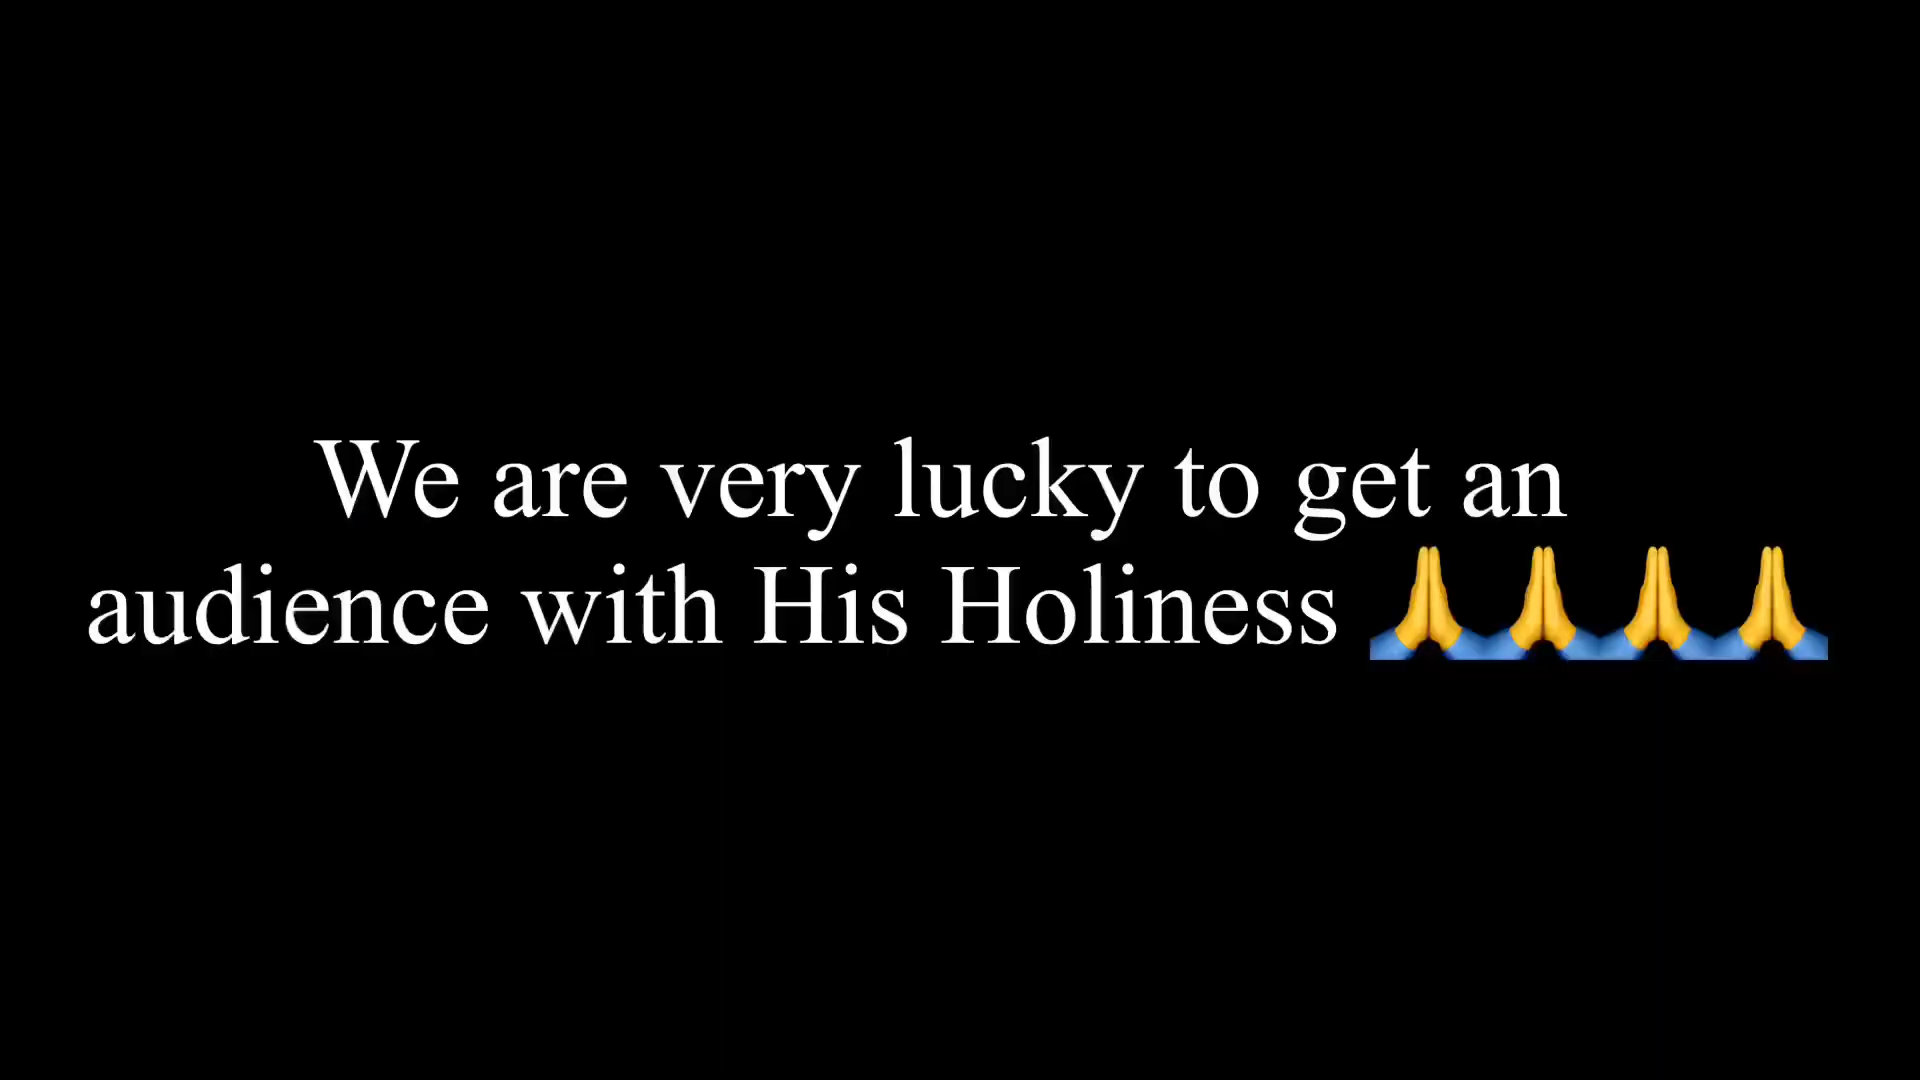 We are very lucky to get an
audience with His Holiness 🙏🙏🙏🙏